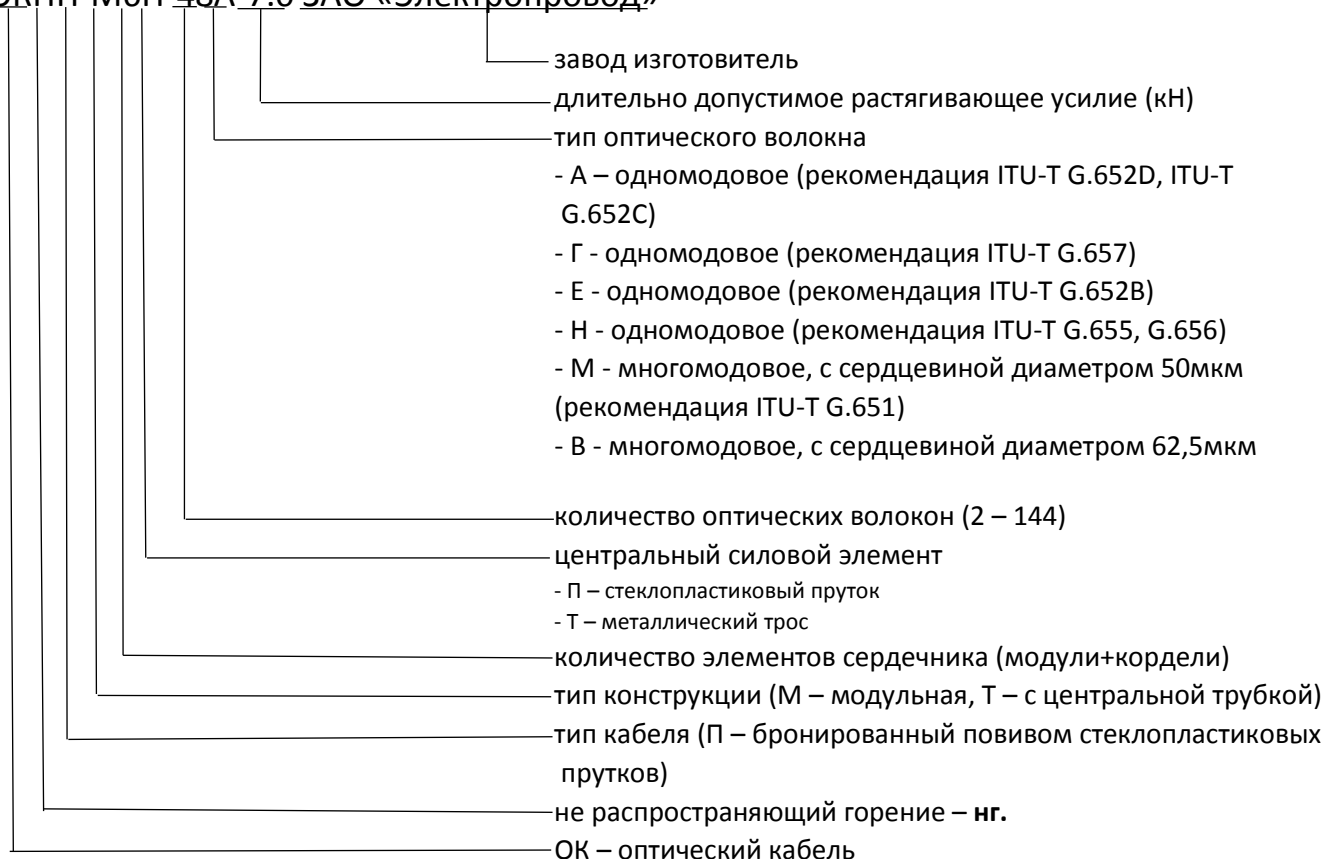 ЗАО «Электропровод»
завод изготовитель
длительно допустимое растягивающее усилие (кН)
тип оптического волокна
- А – одномодовое (рекомендация ITU-T G.652D, ITU-T
G.652C)
- Г - одномодовое (рекомендация ITU-T G.657)
- Е - одномодовое (рекомендация ITU-T G.652B)
- Н - одномодовое (рекомендация ITU-T G.655, G.656)
- М - многомодовое, с сердцевиной диаметром 50мкм
(рекомендация ITU-T G.651)
- В - многомодовое, с сердцевиной диаметром 62,5мкм
количество оптических волокон (2 – 144)
центральный силовой элемент
- П – стеклопластиковый пруток
- Т – металлический трос
количество элементов сердечника (модули+кордели)
тип конструкции (М – модульная, Т – с центральной трубкой)
тип кабеля (П – бронированный повивом стеклопластиковых
прутков)
не распространяющий горение – нг.
ОК – оптический кабель